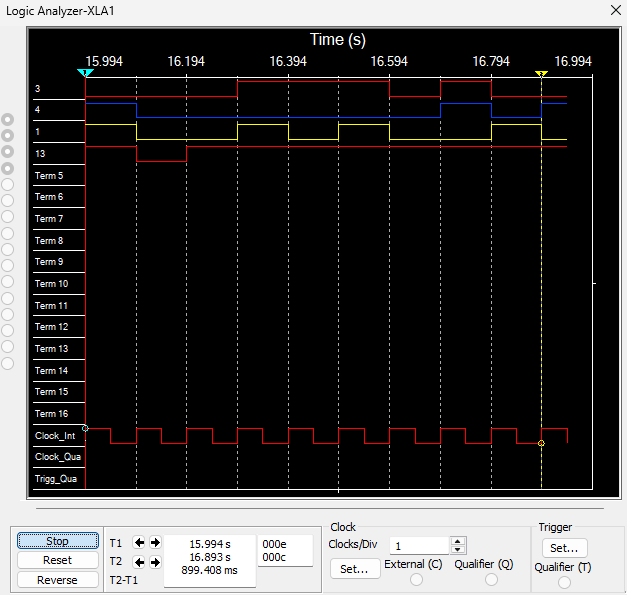 Logic Analyzer-XLA1
Time (s)
15.994 16.194 16.394 16.594 16.794 16.994
1 2
3
4
1
13
Term 5
Term 6
Term 7
Term 8
Term 9
Term 10
Term 11
Term 12
Term 13
Term 14
Term 15
Term 16
Clock_Int
Clock_Qua
Trigg_Qua
Stop
Reset
Reverse
T1 15.994 s 000e
T2 16.893 s 000c
T2-T1 899.408 ms
Clock
Clocks/Div 1
Set... External (C) Qualifier (Q)
Trigger
Set...
Qualifier (T)